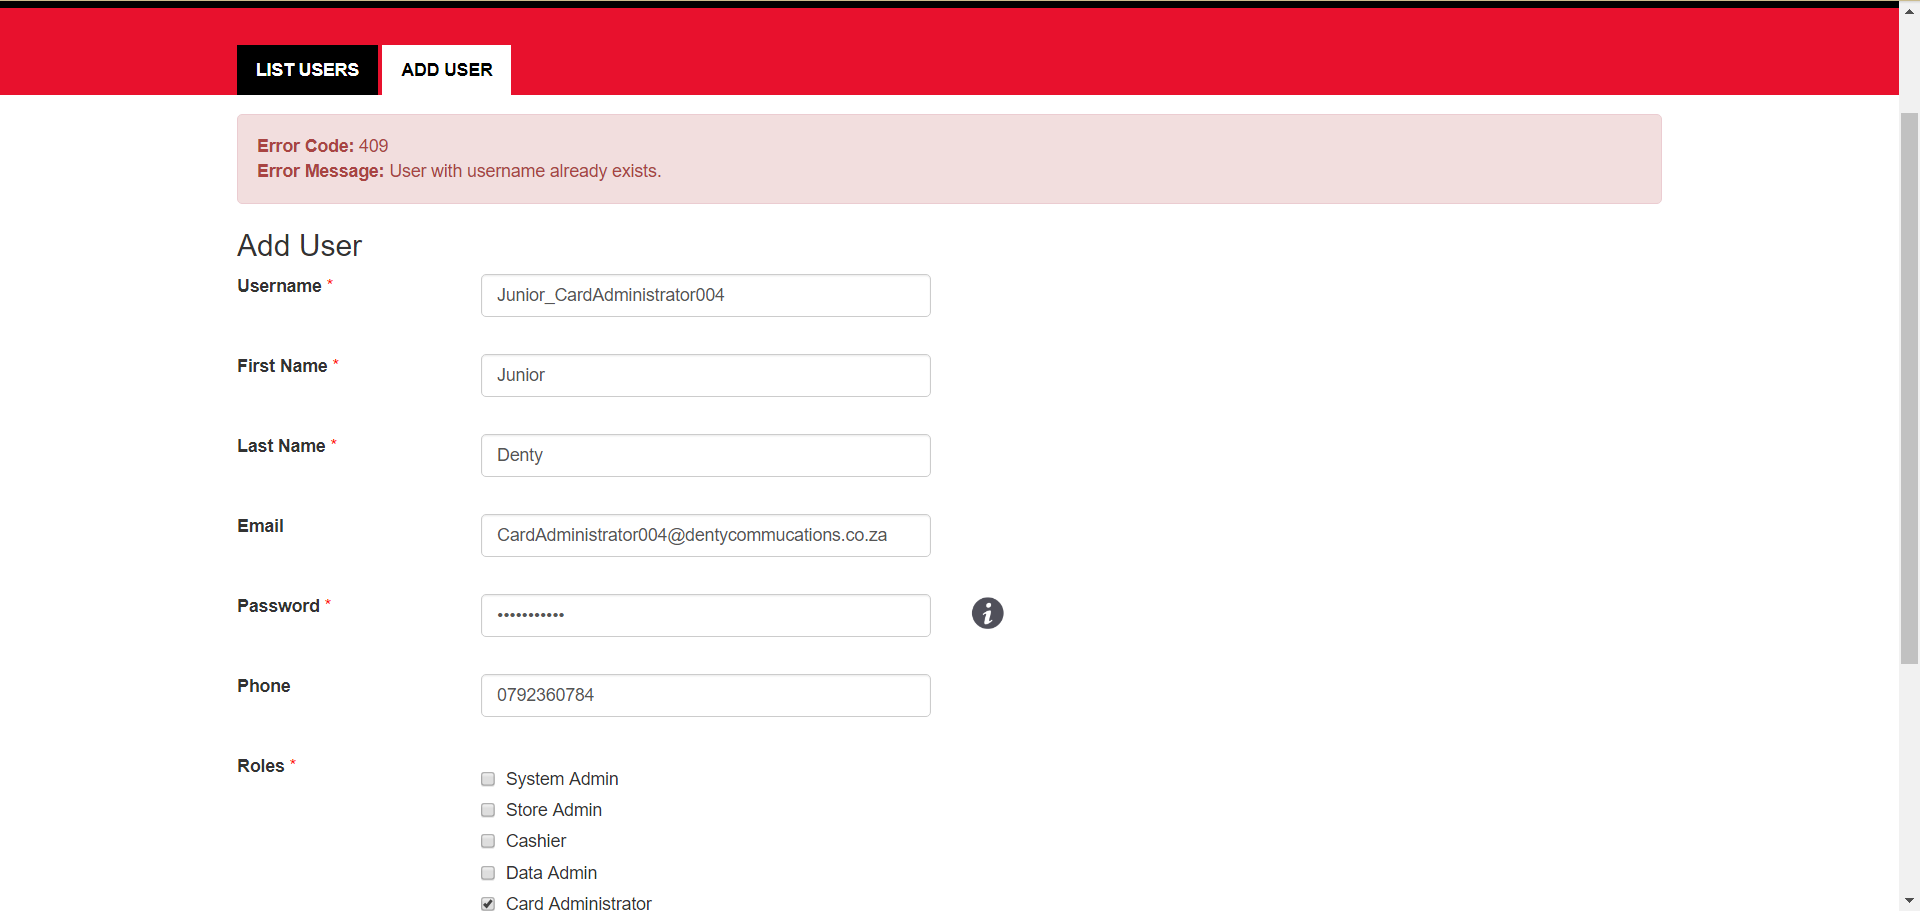 LIST USERS
ADD USER
Error Code: 409
Error Message: User with username already exists.
Add User
Username *
Junior_CardAdministrator004
First Name *
Junior
Last Name *
Denty
Email
CardAdministrator004@dentycommucations.co.za
Password *
•••••••••••
Phone
0792360784
Roles *
System Admin
Store Admin
Cashier
Data Admin
Card Administrator